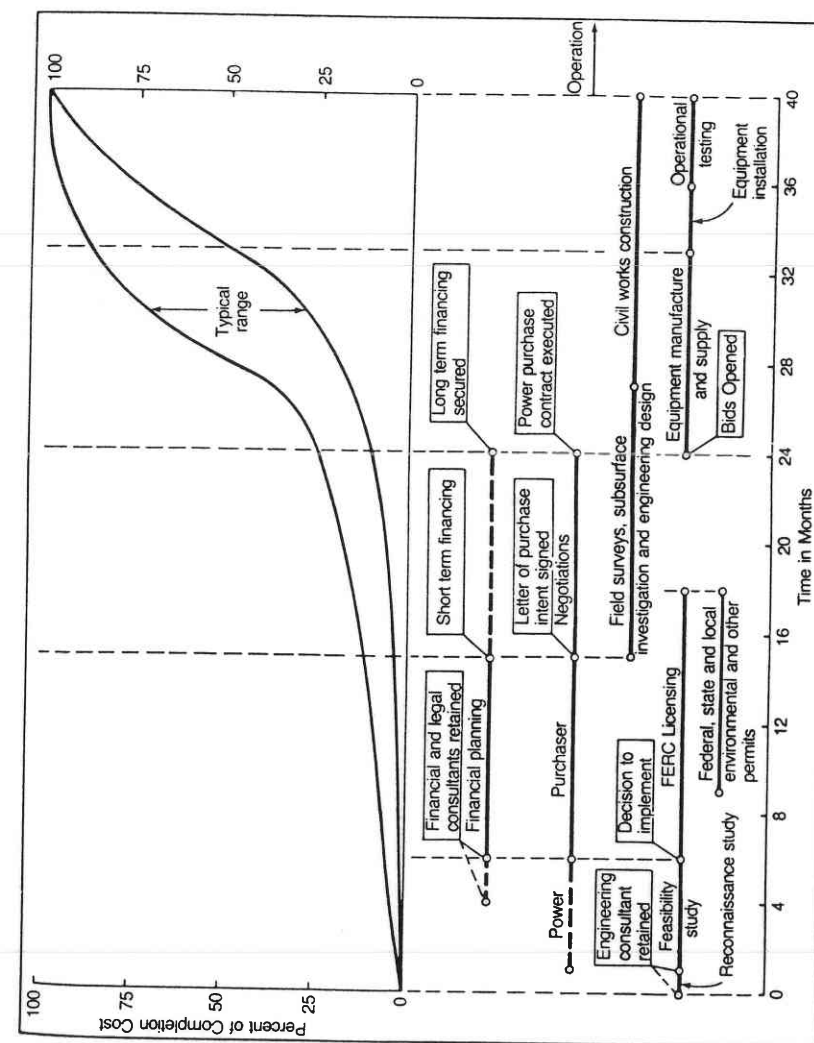 Percent of Completion Cost
100
75
50
25
0
100
75
50
25
0
Typical
range
Operation
Financial and legal
consultants retained
Financial planning
Short term financing
Long term financing
secured
Power
Purchaser
Letter of purchase
intent signed
Negotiations
Power purchase
contract executed
Engineering
consultant
retained
Feasibility
study
Reconnaissance study
Decision to
implement
FERC Licensing
Federal, state and local
environmental and other
permits
Field surveys, subsurface
investigation and engineering design
Civil works construction
Equipment manufacture
and supply
Bids Opened
Operational
testing
Equipment
installation
0
4
8
12
16
20
24
28
32
36
40
Time in Months